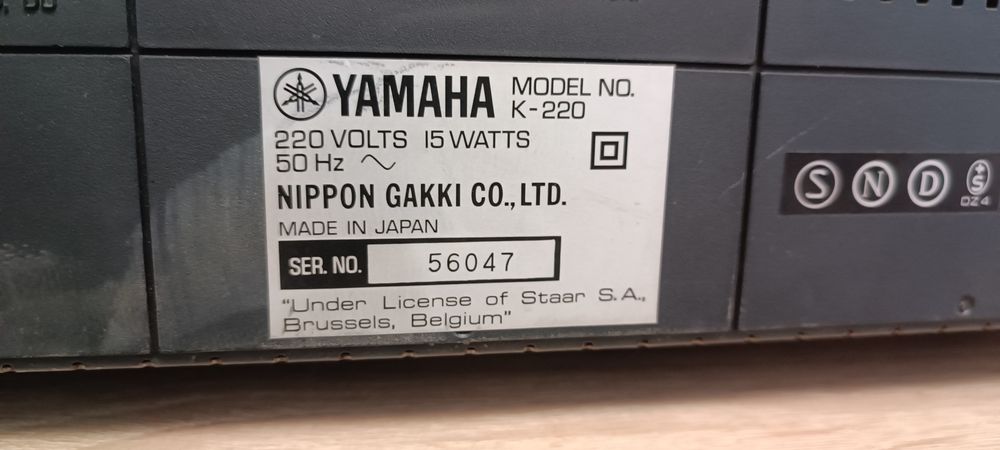 YAMAHA MODEL NO.
K-220
220 VOLTS 15 WATTS
50 Hz
NIPPON GAKKI CO., LTD.
MADE IN JAPAN
SER. NO. 56047
"Under License of Staar S.A.,
Brussels, Belgium"
S N D S
DZ4